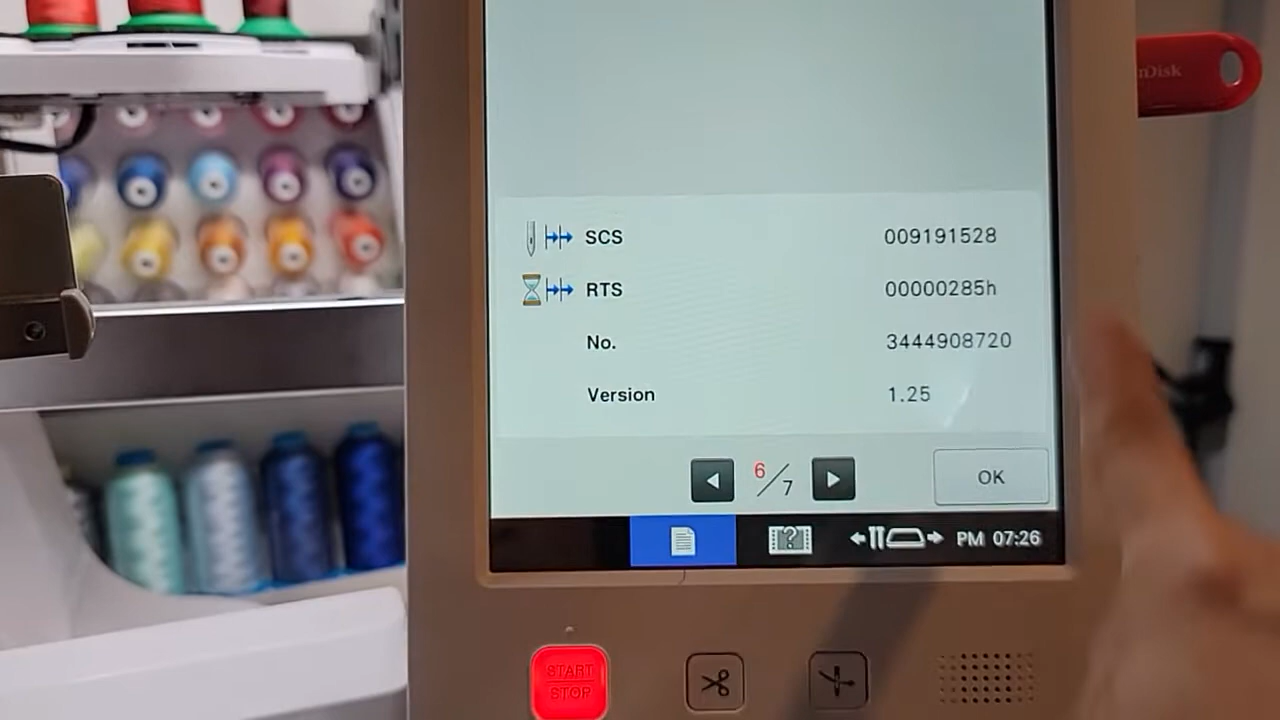 SCS 009191528
RTS 00000285h
No. 3444908720
Version 1.25
6/7
OK
PM 07:26
START
STOP